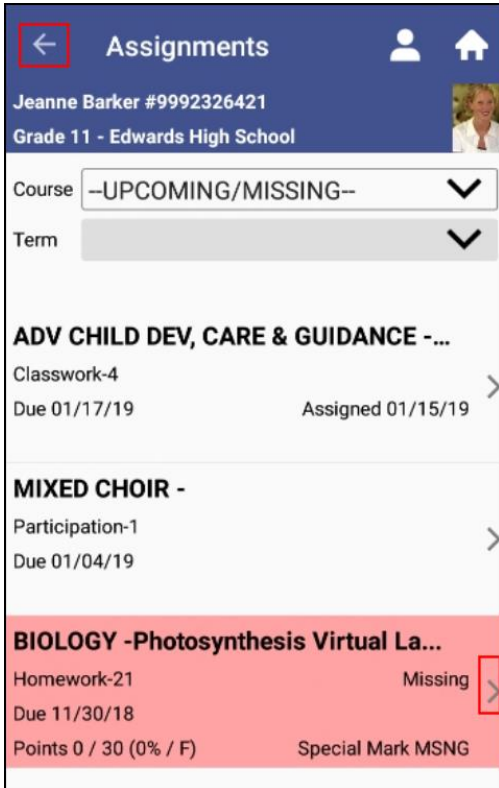 Assignments
Jeanne Barker #9992326421
Grade 11 - Edwards High School
Course --UPCOMING/MISSING--
Term
ADV CHILD DEV, CARE & GUIDANCE -...
Classwork-4
Due 01/17/19 Assigned 01/15/19
MIXED CHOIR -
Participation-1
Due 01/04/19
BIOLOGY -Photosynthesis Virtual La...
Homework-21 Missing
Due 11/30/18
Points 0 / 30 (0% / F) Special Mark MSNG